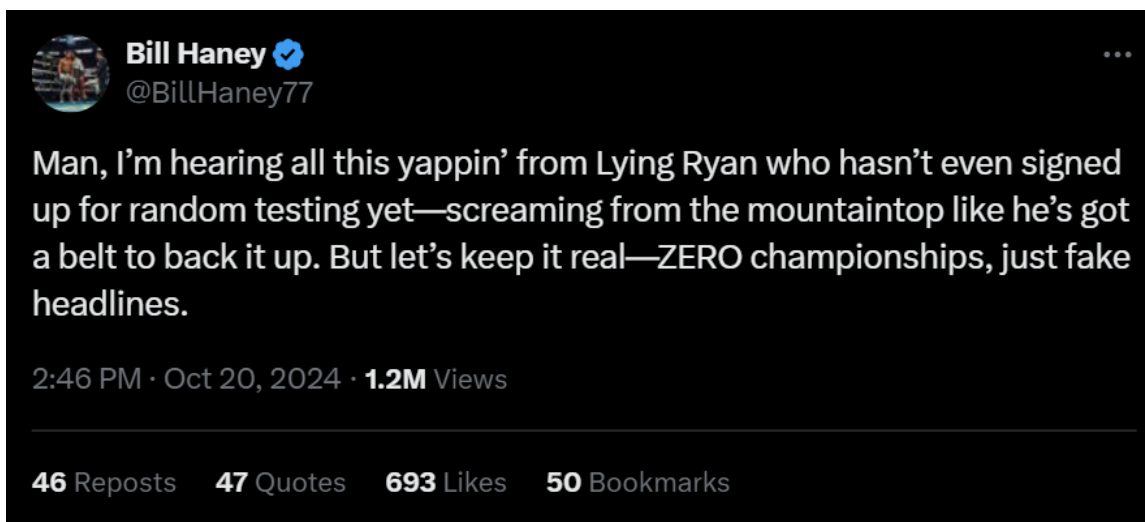 Bill Haney
@BillHaney77
Man, I’m hearing all this yappin’ from Lying Ryan who hasn’t even signed
up for random testing yet—screaming from the mountaintop like he’s got
a belt to back it up. But let’s keep it real—ZERO championships, just fake
headlines.
2:46 PM · Oct 20, 2024 · 1.2M Views
46 Reposts 47 Quotes 693 Likes 50 Bookmarks